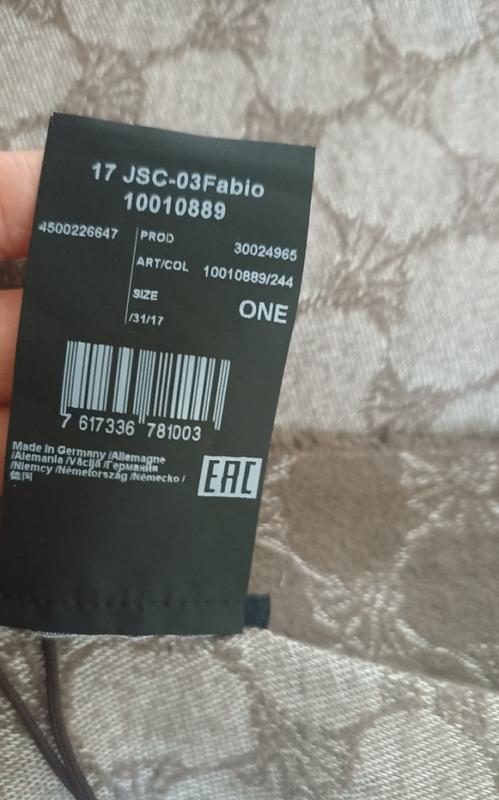 17 JSC-03Fabio
10010889
4500226647
PROD
30024965
ART/COL
10010889/244
SIZE
ONE
/31/17
7 617336 781003
Made in Germany /Allemagne
/Alemania /Vācija /Германия
/Niemcy /Németország /Německo /
德国
EAC